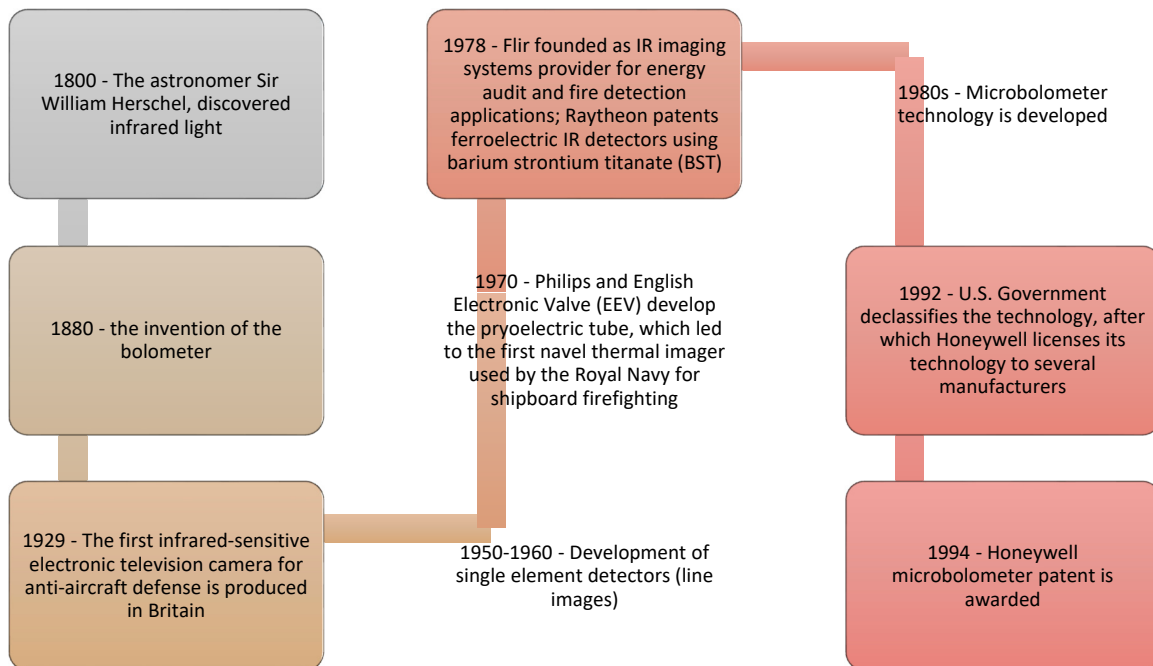 1800 - The astronomer Sir
William Herschel, discovered
infrared light
1880 - the invention of the
bolometer
1929 - The first infrared-sensitive
electronic television camera for
anti-aircraft defense is produced
in Britain
1950-1960 - Development of
single element detectors (line
images)
1970 - Philips and English
Electronic Valve (EEV) develop
the pryoelectric tube, which led
to the first navel thermal imager
used by the Royal Navy for
shipboard firefighting
1978 - Flir founded as IR imaging
systems provider for energy
audit and fire detection
applications; Raytheon patents
ferroelectric IR detectors using
barium strontium titanate (BST)
1980s - Microbolometer
technology is developed
1992 - U.S. Government
declassifies the technology, after
which Honeywell licenses its
technology to several
manufacturers
1994 - Honeywell
microbolometer patent is
awarded